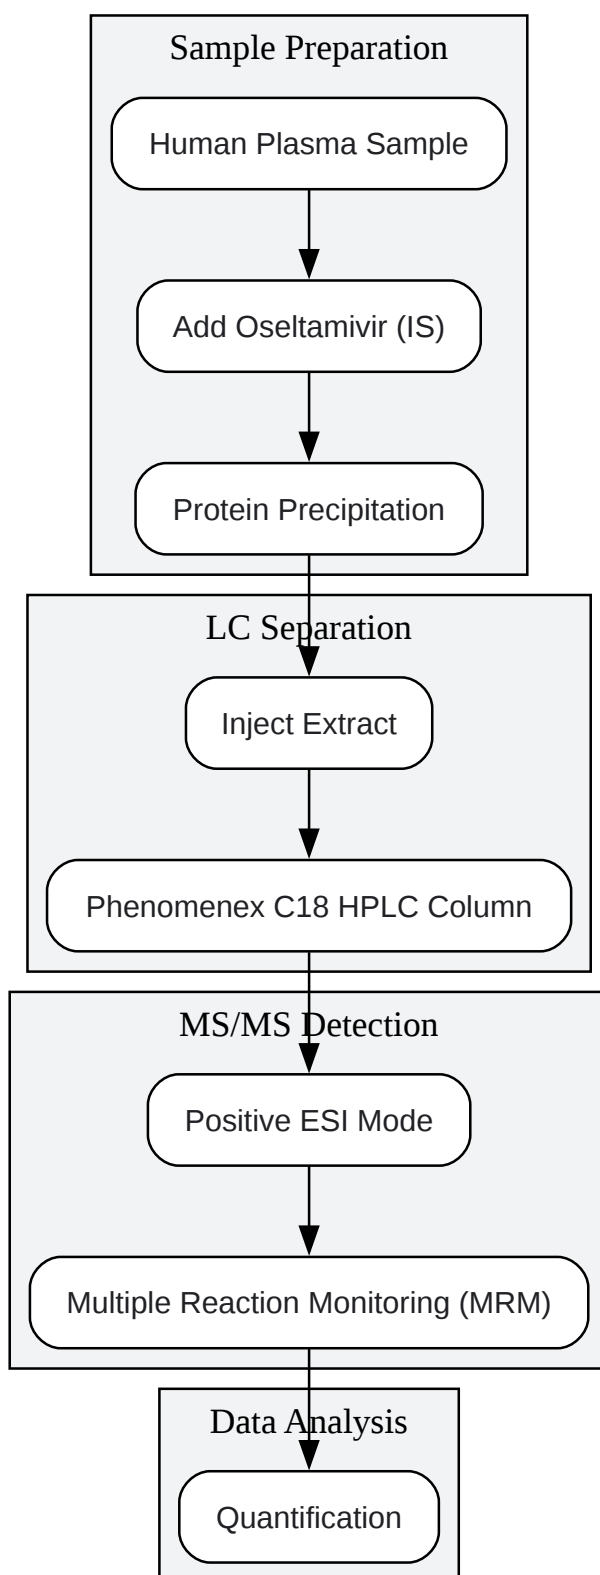 Sample Preparation
Human Plasma Sample
Add Oseltamivir (IS)
Protein Precipitation
LC Separation
Inject Extract
Phenomenex C18 HPLC Column
MS/MS Detection
Positive ESI Mode
Multiple Reaction Monitoring (MRM)
Data Analysis
Quantification